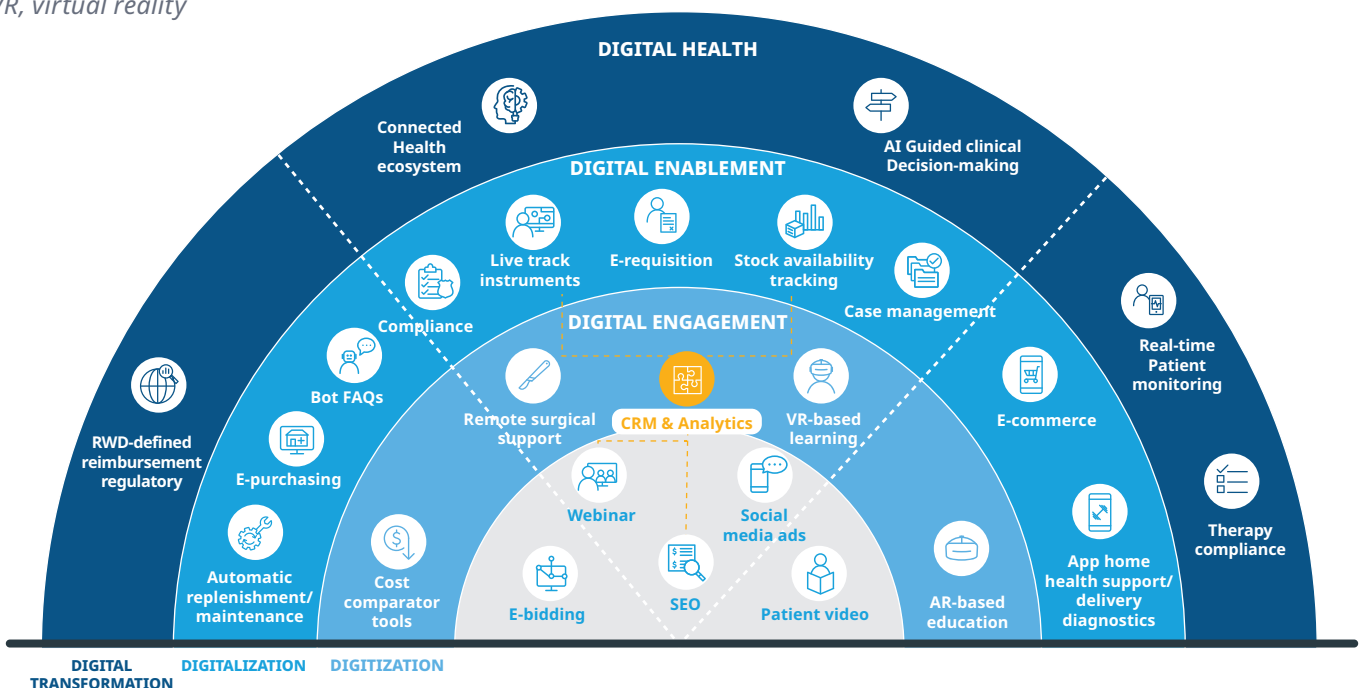 VR, virtual reality
DIGITAL HEALTH
Connected
Health
ecosystem
AI Guided clinical
Decision-making
DIGITAL ENABLEMENT
Live track
instruments
E-requisition
Stock availability
tracking
Compliance
Case management
DIGITAL ENGAGEMENT
Bot FAQs
Real-time
Patient
monitoring
RWD-defined
reimbursement
regulatory
E-purchasing
Remote surgical
support
CRM & Analytics
VR-based
learning
E-commerce
Webinar
Social
media ads
Automatic
replenishment/
maintenance
Cost
comparator
tools
$
E-bidding
$
$
SEO
Patient video
AR-based
education
App home
health support/
delivery
diagnostics
Therapy
compliance
DIGITAL
TRANSFORMATION
DIGITALIZATION
DIGITIZATION